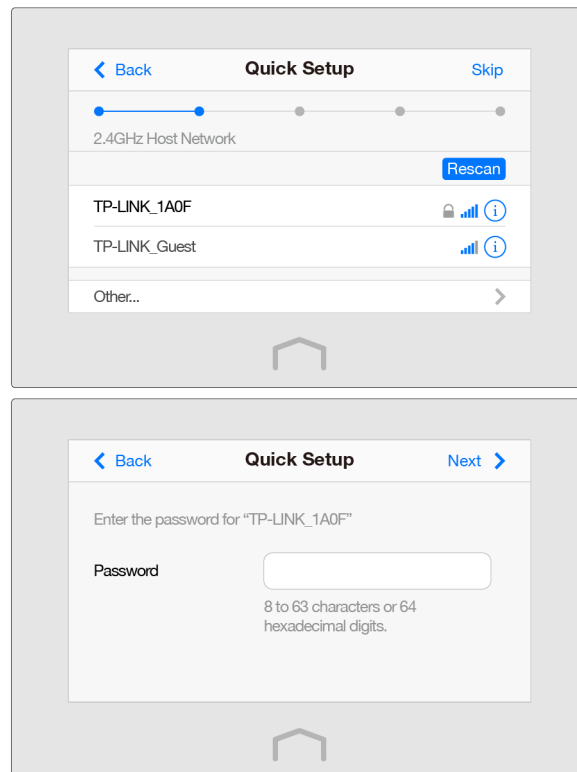 Back Quick Setup Skip
2.4GHz Host Network
Rescan
TP-LINK_1A0F
TP-LINK_Guest
Other...
Back Quick Setup Next
Enter the password for “TP-LINK_1A0F”
Password
8 to 63 characters or 64
hexadecimal digits.